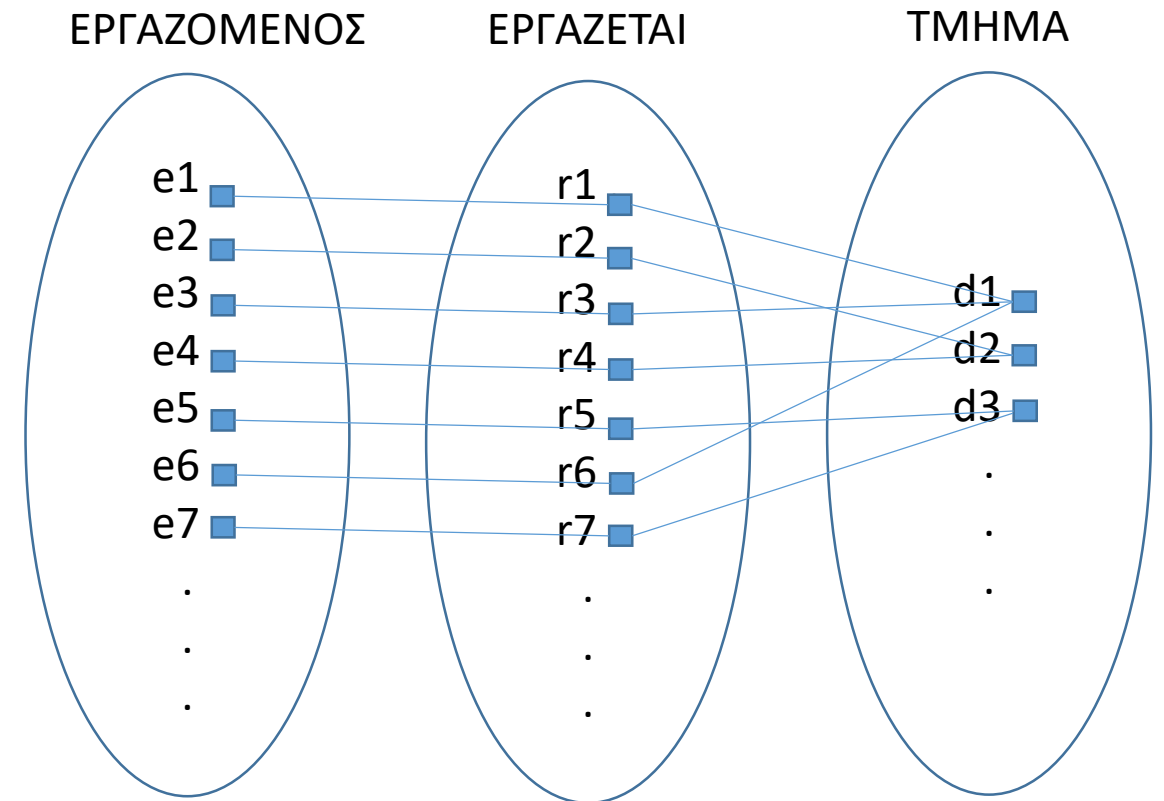 ΕΡΓΑΖΟΜΕΝΟΣ ΕΡΓΑΖΕΤΑΙ ΤΜΗΜΑ
e1 r1
e2 r2
e3 r3 d1
e4 r4 d2
e5 r5 d3
e6 r6 .
e7 r7 .
. . .
. .
. .